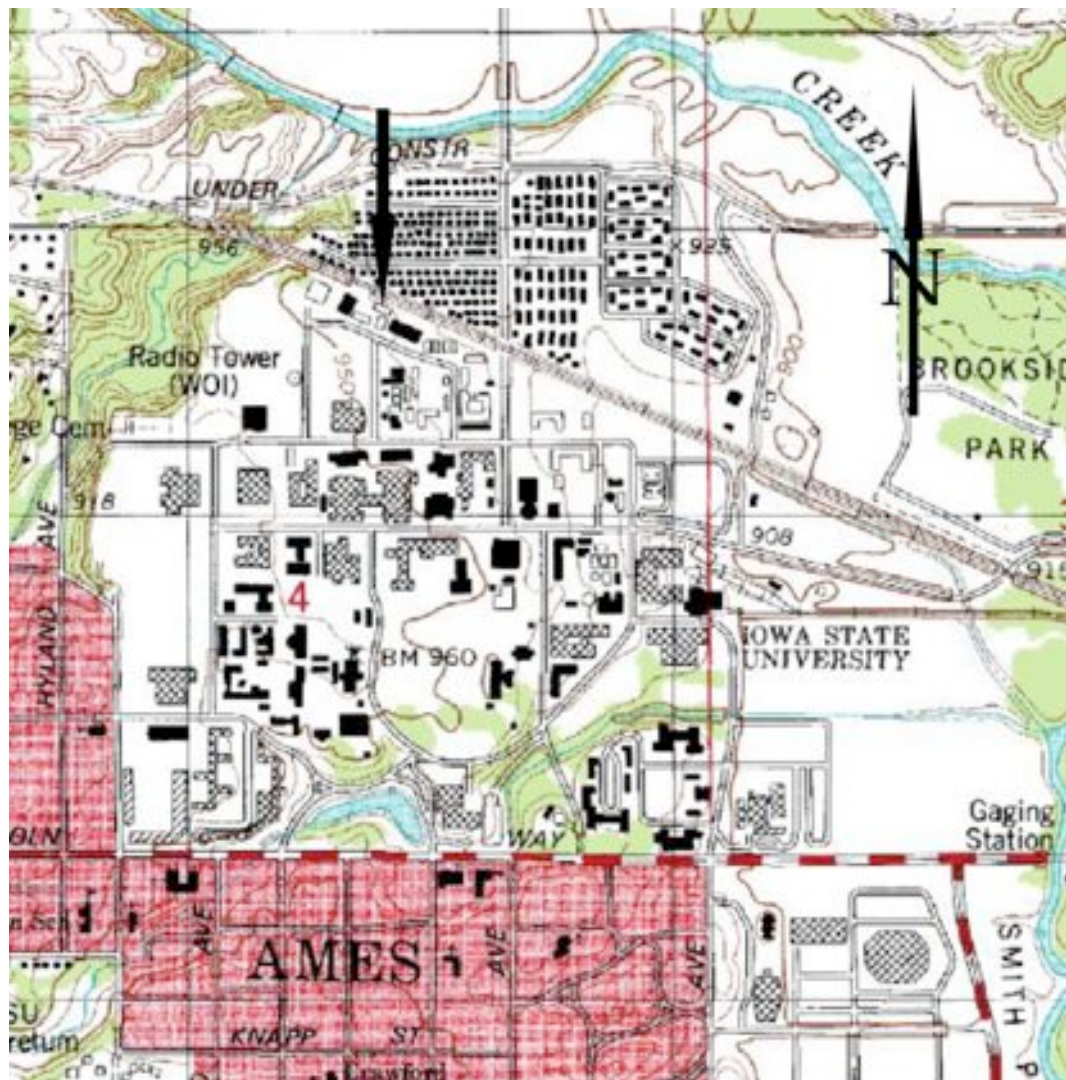 CREEK
900
CONSTR
UNDER
956
× 925
N
Radio Tower
(WOI)
950
900
BROOKSID
ge Cem
PARK
918
AVE
908
× 915
4
HYLAND
IOWA STATE
UNIVERSITY
BM 960
Gaging
Station
OLN
WAY
n Sch
AVE
AVE
AVE
AMES
SMITH
SU
retum
KNAPP
ST
P
Crawford